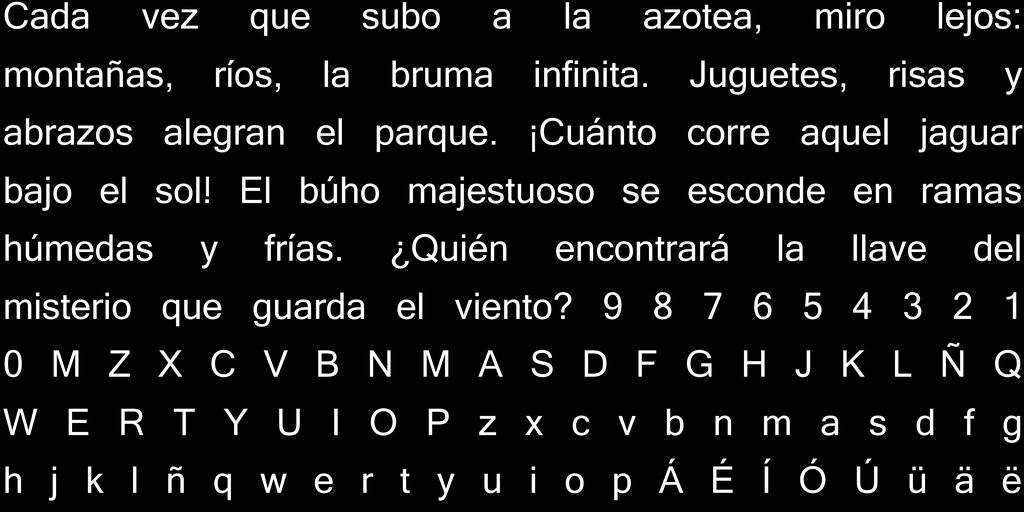 Cada vez que subo a la azotea, miro lejos:
montañas, ríos, la bruma infinita. Juguetes, risas y
abrazos alegran el parque. ¡Cuánto corre aquel jaguar
bajo el sol! El búho majestuoso se esconde en ramas
húmedas y frías. ¿Quién encontrará la llave del
misterio que guarda el viento? 9 8 7 6 5 4 3 2 1
0 M Z X C V B N M A S D F G H J K L Ñ Q
W E R T Y U I O P z x c v b n m a s d f g
h j k l ñ q w e r t y u i o p Á É Í Ó Ú ü ä ë